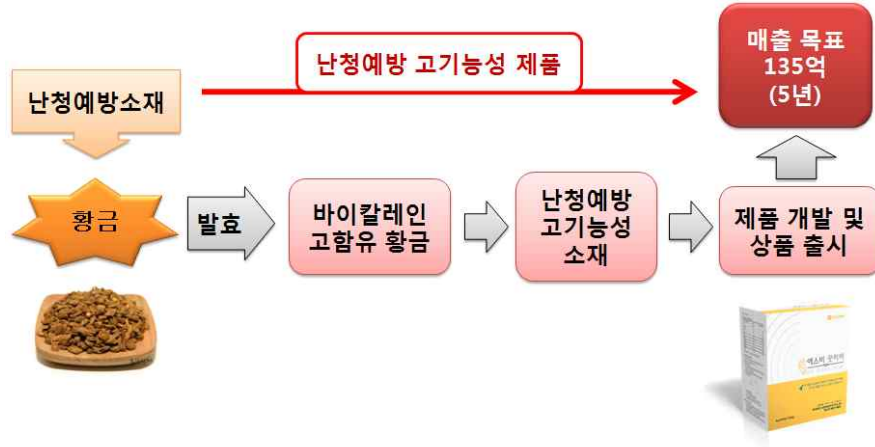 난청예방 고기능성 제품
매출 목표
135억
(5년)
난청예방소재
황금
발효
바이칼레인
고함유 황금
난청예방
고기능성
소재
제품 개발 및
상품 출시